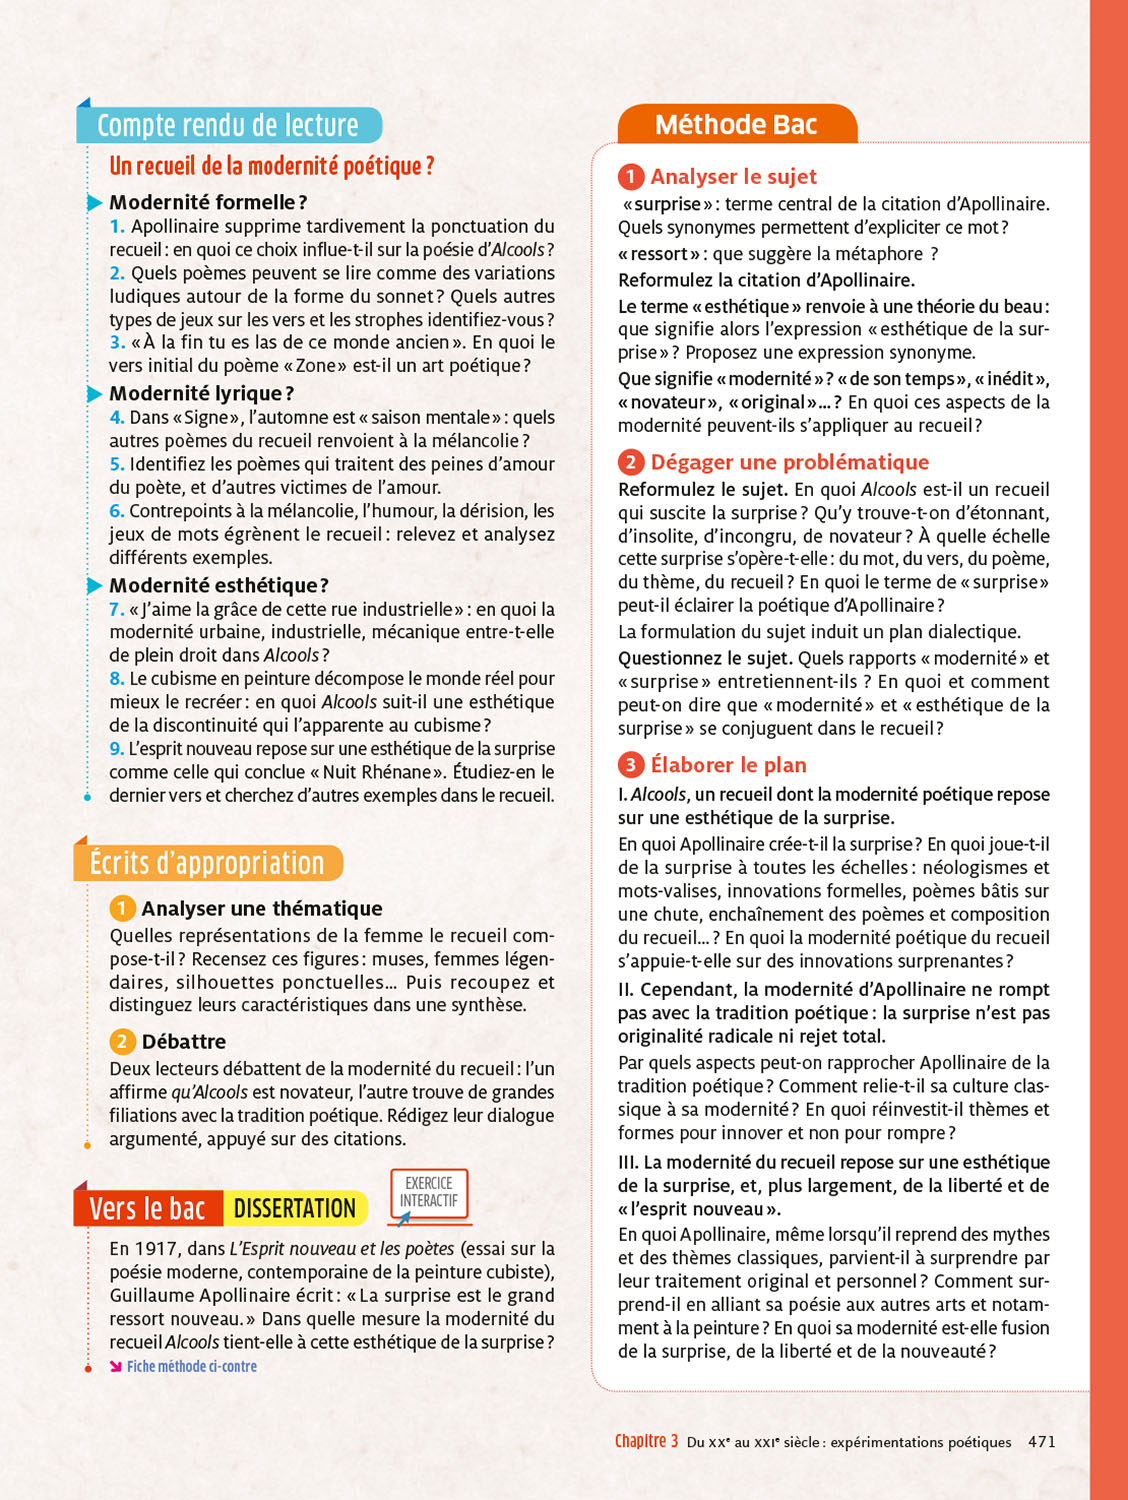 Compte rendu de lecture
Un recueil de la modernité poétique ?
Modernité formelle ?
1. Apollinaire supprime tardivement la ponctuation du
recueil : en quoi ce choix influe-t-il sur la poésie d’Alcools ?
2. Quels poèmes peuvent se lire comme des variations
ludiques autour de la forme du sonnet ? Quels autres
types de jeux sur les vers et les strophes identifiez-vous ?
3. « À la fin tu es las de ce monde ancien ». En quoi le
vers initial du poème « Zone » est-il un art poétique ?
Modernité lyrique ?
4. Dans « Signe », l’automne est « saison mentale » : quels
autres poèmes du recueil renvoient à la mélancolie ?
5. Identifiez les poèmes qui traitent des peines d’amour
du poète, et d’autres victimes de l’amour.
6. Contrepoints à la mélancolie, l’humour, la dérision, les
jeux de mots égrènent le recueil : relevez et analysez
différents exemples.
Modernité esthétique ?
7. « J’aime la grâce de cette rue industrielle » : en quoi la
modernité urbaine, industrielle, mécanique entre-t-elle
de plein droit dans Alcools ?
8. Le cubisme en peinture décompose le monde réel pour
mieux le recréer : en quoi Alcools suit-il une esthétique
de la discontinuité qui l’apparente au cubisme ?
9. L’esprit nouveau repose sur une esthétique de la surprise
comme celle qui conclue « Nuit Rhénane ». Étudiez-en le
dernier vers et cherchez d’autres exemples dans le recueil.
Écrits d’appropriation
1 Analyser une thématique
Quelles représentations de la femme le recueil com-
pose-t-il ? Recensez ces figures : muses, femmes légen-
daires, silhouettes ponctuelles… Puis recoupez et
distinguez leurs caractéristiques dans une synthèse.
2 Débattre
Deux lecteurs débattent de la modernité du recueil : l’un
affirme qu’Alcools est novateur, l’autre trouve de grandes
filiations avec la tradition poétique. Rédigez leur dialogue
argumenté, appuyé sur des citations.
Vers le bac DISSERTATION
EXERCICE
INTERACTIF
En 1917, dans L’Esprit nouveau et les poètes (essai sur la
poésie moderne, contemporaine de la peinture cubiste),
Guillaume Apollinaire écrit : « La surprise est le grand
ressort nouveau. » Dans quelle mesure la modernité du
recueil Alcools tient-elle à cette esthétique de la surprise ?
Fiche méthode ci-contre
Méthode Bac
1 Analyser le sujet
« surprise » : terme central de la citation d’Apollinaire.
Quels synonymes permettent d’expliciter ce mot ?
« ressort » : que suggère la métaphore ?
Reformulez la citation d’Apollinaire.
Le terme « esthétique » renvoie à une théorie du beau :
que signifie alors l’expression « esthétique de la sur-
prise » ? Proposez une expression synonyme.
Que signifie « modernité » ? « de son temps », « inédit »,
« novateur », « original »… ? En quoi ces aspects de la
modernité peuvent-ils s’appliquer au recueil ?
2 Dégager une problématique
Reformulez le sujet. En quoi Alcools est-il un recueil
qui suscite la surprise ? Qu’y trouve-t-on d’étonnant,
d’insolite, d’incongru, de novateur ? À quelle échelle
cette surprise s’opère-t-elle : du mot, du vers, du poème,
du thème, du recueil ? En quoi le terme de « surprise »
peut-il éclairer la poétique d’Apollinaire ?
La formulation du sujet induit un plan dialectique.
Questionnez le sujet. Quels rapports « modernité » et
« surprise » entretiennent-ils ? En quoi et comment
peut-on dire que « modernité » et « esthétique de la
surprise » se conjuguent dans le recueil ?
3 Élaborer le plan
I. Alcools, un recueil dont la modernité poétique repose
sur une esthétique de la surprise.
En quoi Apollinaire crée-t-il la surprise ? En quoi joue-t-il
de la surprise à toutes les échelles : néologismes et
mots-valises, innovations formelles, poèmes bâtis sur
une chute, enchaînement des poèmes et composition
du recueil… ? En quoi la modernité poétique du recueil
s’appuie-t-elle sur des innovations surprenantes ?
II. Cependant, la modernité d’Apollinaire ne rompt
pas avec la tradition poétique : la surprise n’est pas
originalité radicale ni rejet total.
Par quels aspects peut-on rapprocher Apollinaire de la
tradition poétique ? Comment relie-t-il sa culture clas-
sique à sa modernité ? En quoi réinvestit-il thèmes et
formes pour innover et non pour rompre ?
III. La modernité du recueil repose sur une esthétique
de la surprise, et, plus largement, de la liberté et de
« l’esprit nouveau ».
En quoi Apollinaire, même lorsqu’il reprend des mythes
et des thèmes classiques, parvient-il à surprendre par
leur traitement original et personnel ? Comment sur-
prend-il en alliant sa poésie aux autres arts et notam-
ment à la peinture ? En quoi sa modernité est-elle fusion
de la surprise, de la liberté et de la nouveauté ?
Chapitre 3 Du XXe au XXIe siècle : expérimentations poétiques 471